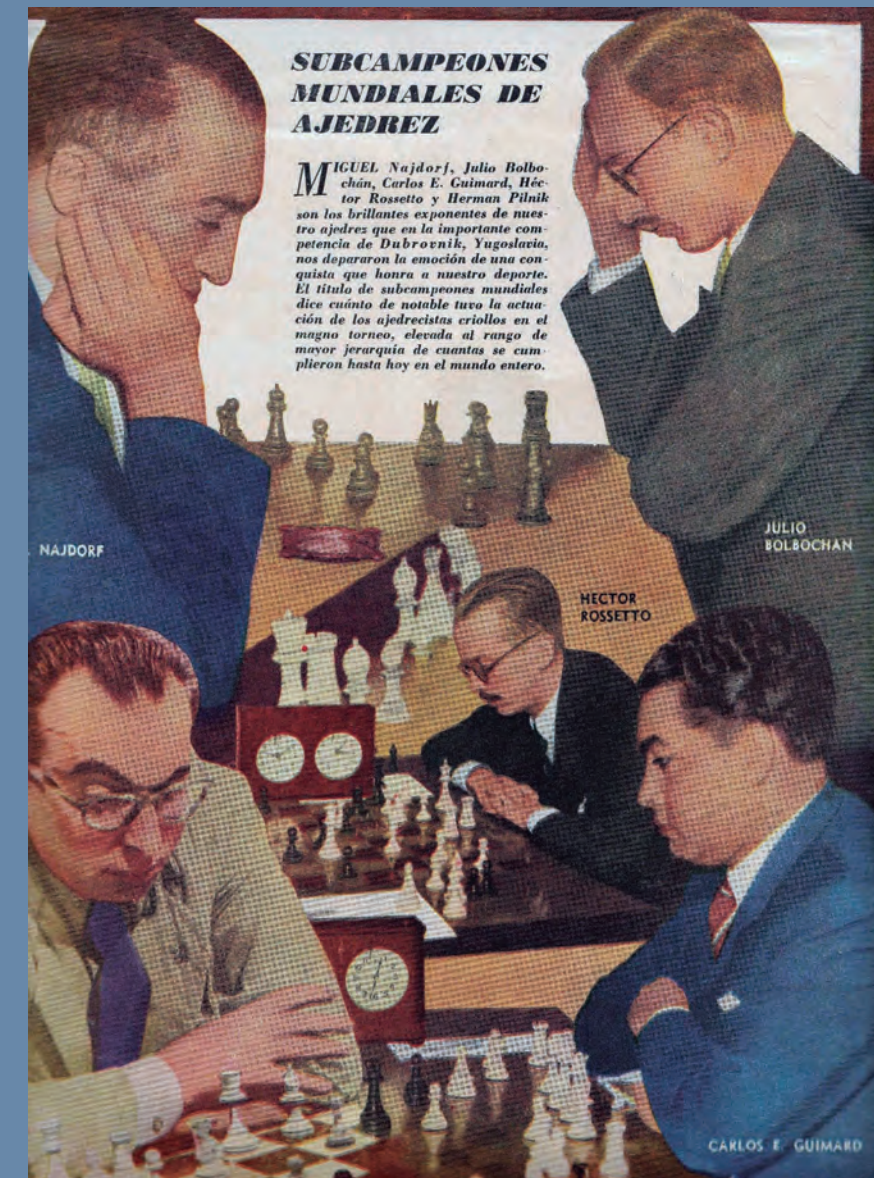 SUBCAMPEONES
MUNDIALES DE
AJEDREZ
MIGUEL Najdorf, Julio Bolbo-
chán, Carlos E. Guimard, Héc-
tor Rossetto y Herman Pilnik
son los brillantes exponentes de nues-
tro ajedrez que en la importante com-
petencia de Dubrovnik, Yugoslavia,
nos depararon la emoción de una con-
quista que honra a nuestro deporte.
El título de subcampeones mundiales
dice cuánto de notable tuvo la actua-
ción de los ajedrecistas criollos en el
magno torneo, elevada al rango de
mayor jerarquía de cuantas se cum-
plieron hasta hoy en el mundo entero.
. NAJDORF
JULIO
BOLBOCHAN
HECTOR
ROSSETTO
CARLOS E. GUIMARD